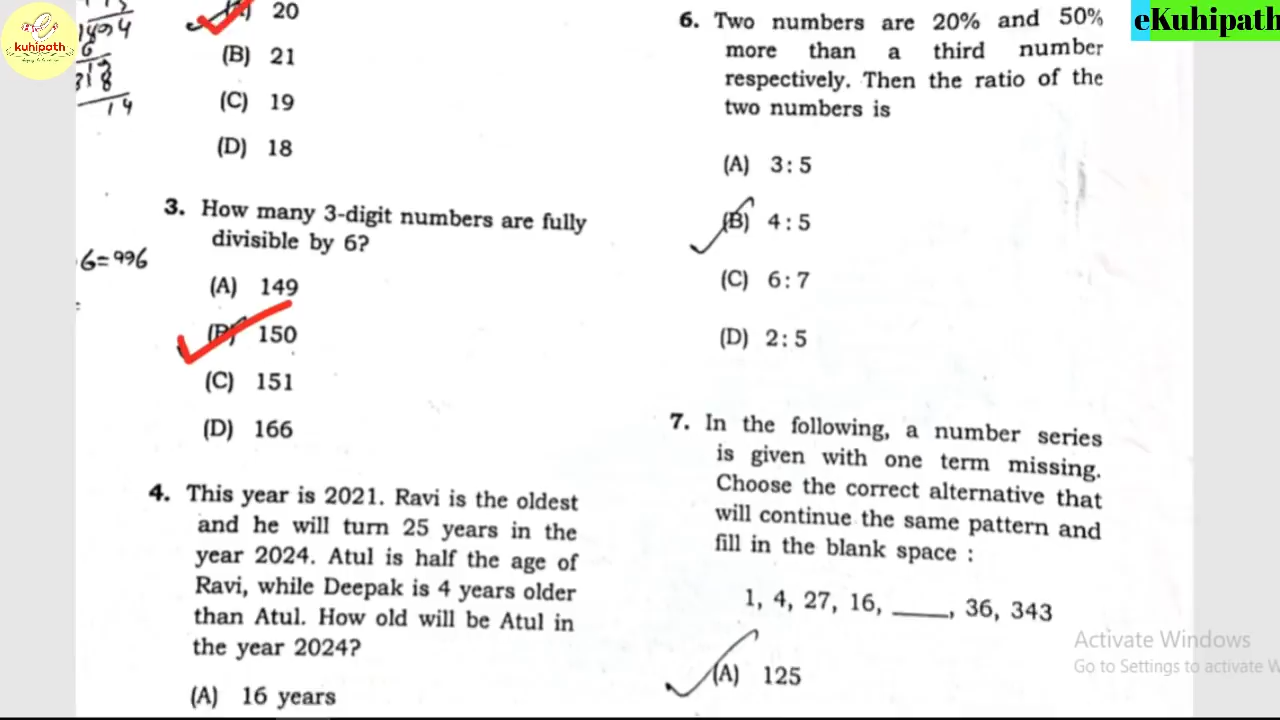 kuhipath
eKuhipath
20
(B) 21
(C) 19
(D) 18
3. How many 3-digit numbers are fully
divisible by 6?
6=996
(A) 149
(B) 150
(C) 151
(D) 166
4. This year is 2021. Ravi is the oldest
and he will turn 25 years in the
year 2024. Atul is half the age of
Ravi, while Deepak is 4 years older
than Atul. How old will be Atul in
the year 2024?
(A) 16 years
6. Two numbers are 20% and 50%
more than a third number
respectively. Then the ratio of the
two numbers is
(A) 3:5
(B) 4:5
(C) 6:7
(D) 2:5
7. In the following, a number series
is given with one term missing.
Choose the correct alternative that
will continue the same pattern and
fill in the blank space :
1, 4, 27, 16, ____, 36, 343
(A) 125
Activate Windows
Go to Settings to activate W